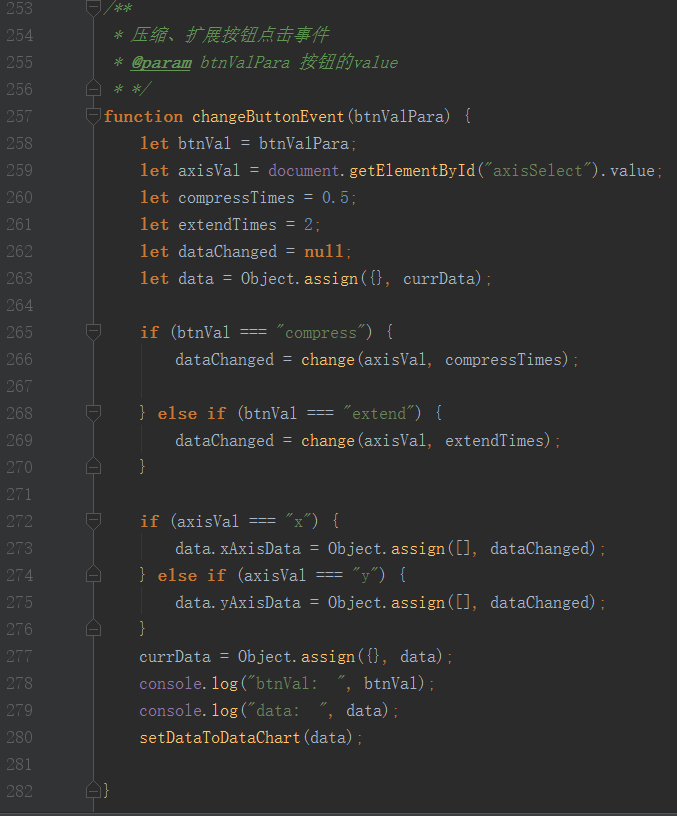 253 /**
254  * 压缩、扩展按钮点击事件
255  * @param btnValPara 按钮的value
256  * */
257 function changeButtonEvent(btnValPara) {
258     let btnVal = btnValPara;
259     let axisVal = document.getElementById("axisSelect").value;
260     let compressTimes = 0.5;
261     let extendTimes = 2;
262     let dataChanged = null;
263     let data = Object.assign({}, currData);
264
265     if (btnVal === "compress") {
266         dataChanged = change(axisVal, compressTimes);
267
268     } else if (btnVal === "extend") {
269         dataChanged = change(axisVal, extendTimes);
270     }
271
272     if (axisVal === "x") {
273         data.xAxisData = Object.assign([], dataChanged);
274     } else if (axisVal === "y") {
275         data.yAxisData = Object.assign([], dataChanged);
276     }
277     currData = Object.assign({}, data);
278     console.log("btnVal:  ", btnVal);
279     console.log("data:  ", data);
280     setDataToDataChart(data);
281
282 }